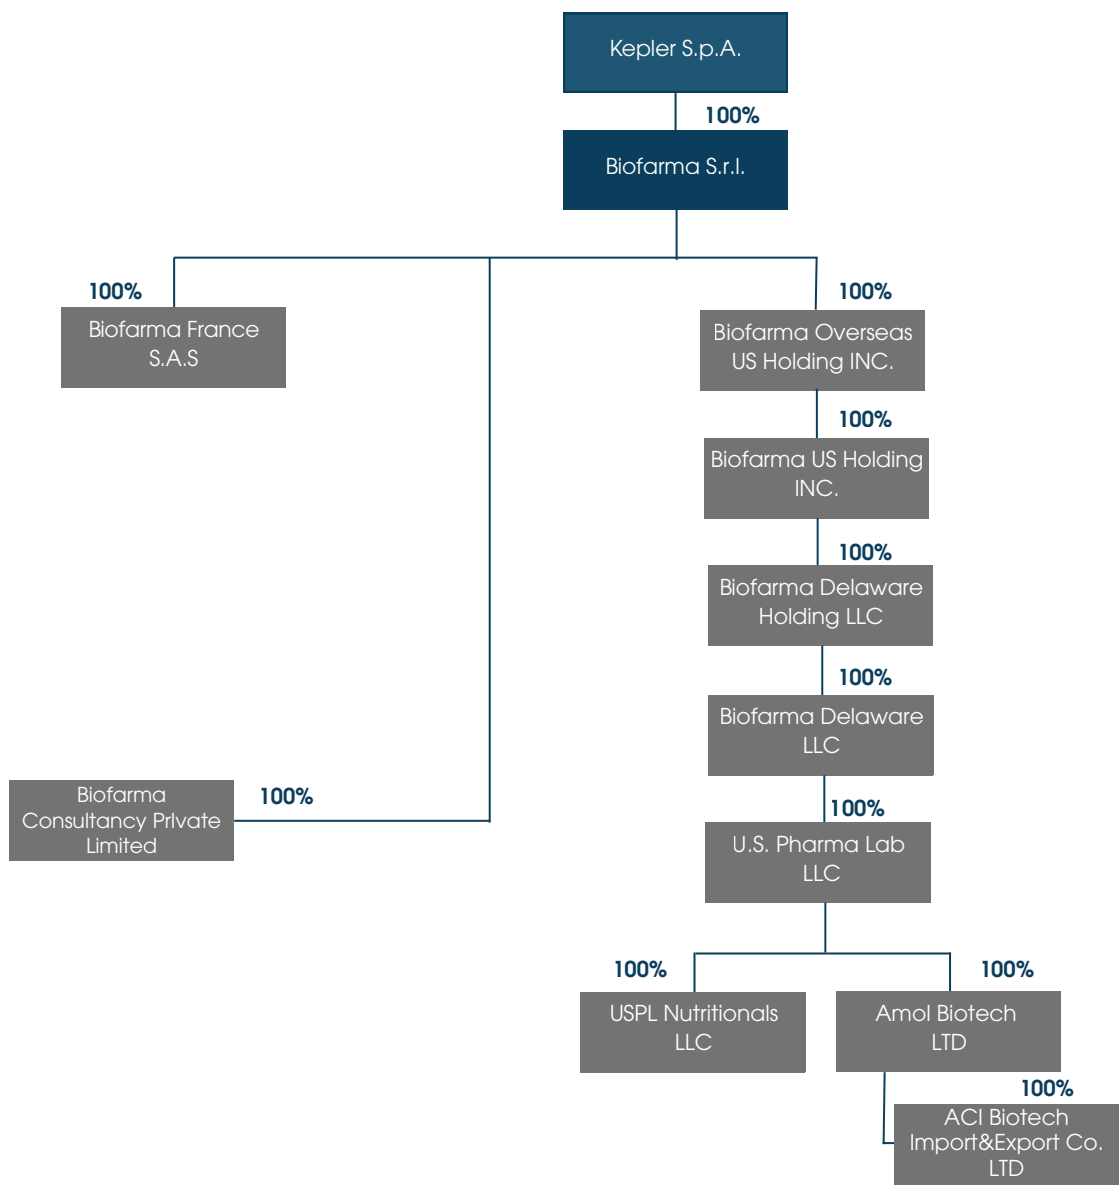 Kepler S.p.A.
100%
Biofarma S.r.l.
100%
100%
Biofarma France
S.A.S
Biofarma Overseas
US Holding INC.
100%
Biofarma US Holding
INC.
100%
Biofarma Delaware
Holding LLC
100%
Biofarma Delaware
LLC
Biofarma
Consultancy PrIvate
Limited
100%
100%
U.S. Pharma Lab
LLC
100%
100%
USPL Nutritionals
LLC
Amol Biotech
LTD
100%
ACI Biotech
Import&Export Co.
LTD